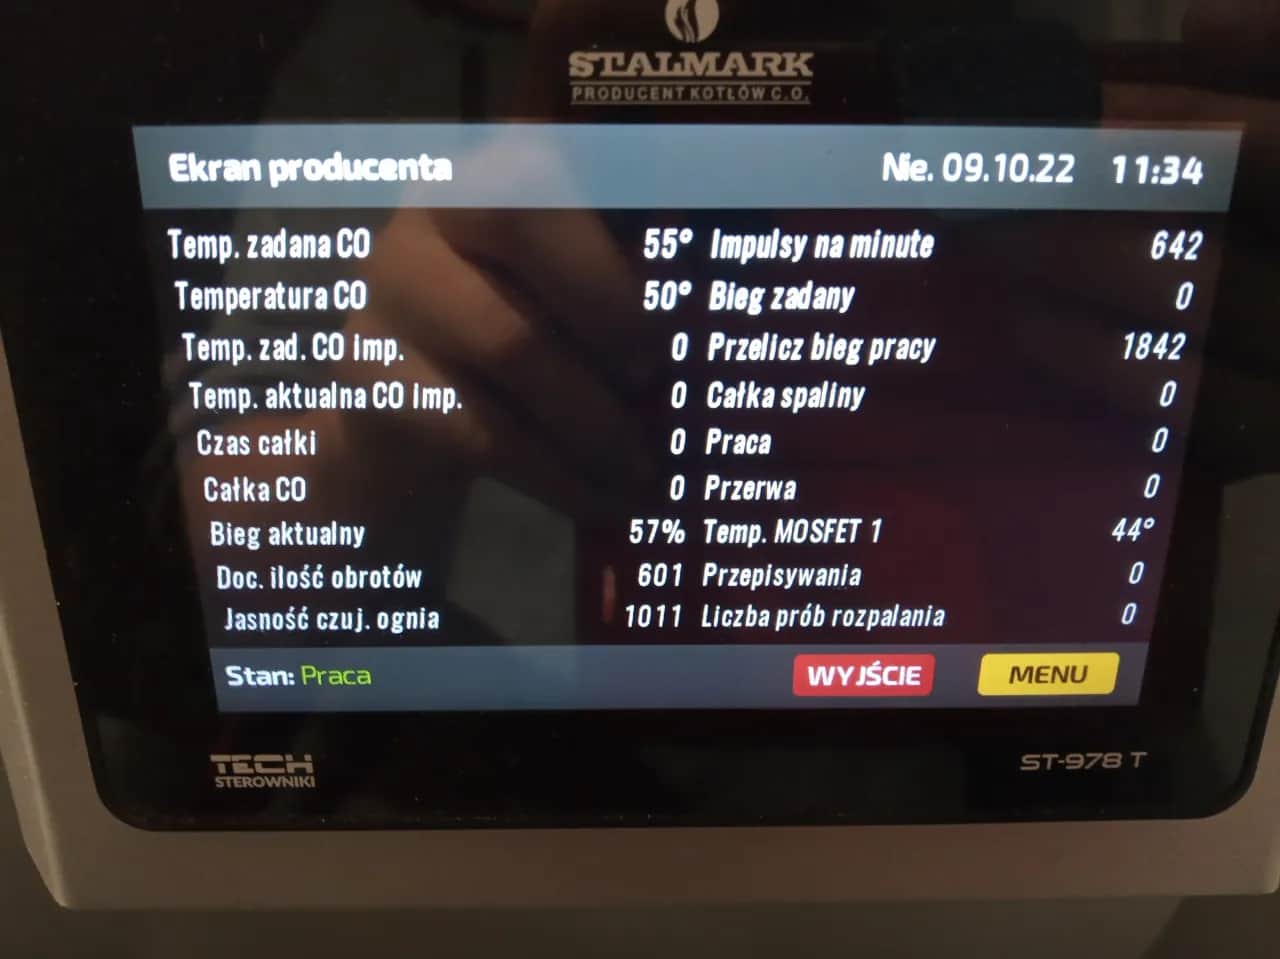 STALMARK
PRODUCENT KOTŁÓW C.O.
Ekran producenta Nie. 09.10.22 11:34
Temp. zadana CO 55° Impulsy na minute 642
Temperatura CO 50° Bieg zadany 0
Temp. zad. CO imp. 0 Przelicz bieg pracy 1842
Temp. aktualna CO imp. 0 Całka spaliny 0
Czas całki 0 Praca 0
Całka CO 0 Przerwa 0
Bieg aktualny 57% Temp. MOSFET 1 44°
Doc. ilość obrotów 601 Przepisywania 0
Jasność czuj. ognia 1011 Liczba prób rozpalania 0
Stan: Praca WYJŚCIE MENU
TECH
STEROWNIKI
ST-978 T